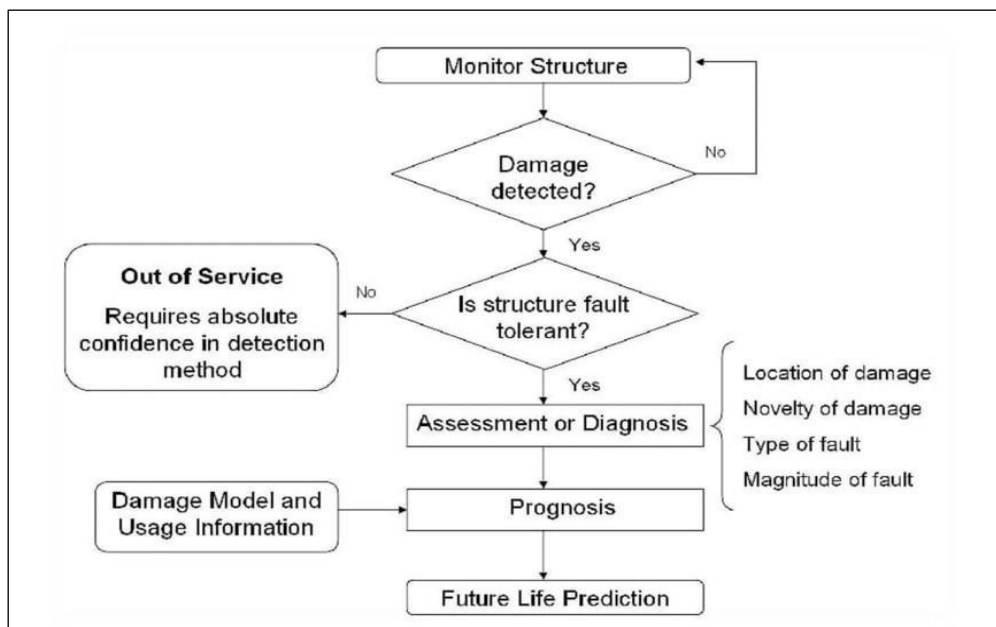 Monitor Structure
Damage
detected?
No
Yes
Out of Service
Requires absolute
confidence in detection
method
No
Is structure fault
tolerant?
Yes
Assessment or Diagnosis
Location of damage
Novelty of damage
Type of fault
Magnitude of fault
Damage Model and
Usage Information
Prognosis
Future Life Prediction